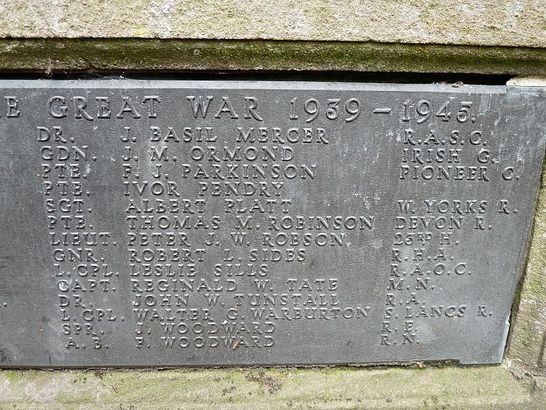 E GREAT WAR 1939 – 1945.
DR. J. BASIL MERCER R.A.S.C.
GDN. J. M. ORMOND IRISH G.
PTE. F. J. PARKINSON PIONEER C.
PTE. IVOR PENDRY
SGT. ALBERT PLATT W. YORKS R.
PTE. THOMAS M. ROBINSON DEVON R.
LIEUT. PETER J. W. ROBSON. 23RD H.
GNR. ROBERT L. SIDES R.H.A.
L. CPL. LESLIE SILLS R.A.O.C.
CAPT. REGINALD W. TATE M.N.
DR. JOHN W. TUNSTALL R.A.
L. CPL. WALTER G. WARBURTON S. LANCS R.
SPR. J. WOODWARD R.E.
A.B. F. WOODWARD R.N.